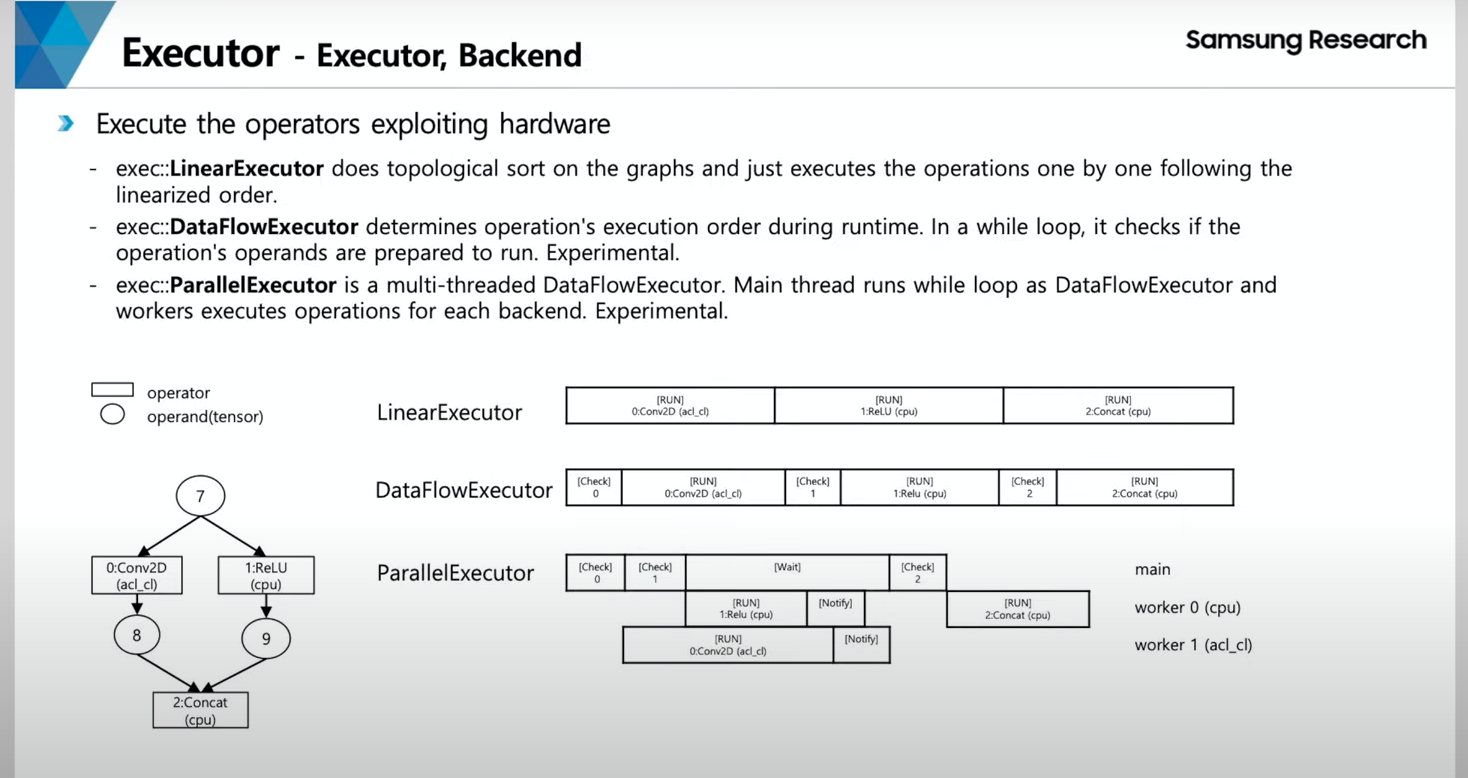 Executor - Executor, Backend
Samsung Research
Execute the operators exploiting hardware
- exec::LinearExecutor does topological sort on the graphs and just executes the operations one by one following the
linearized order.
- exec::DataFlowExecutor determines operation's execution order during runtime. In a while loop, it checks if the
operation's operands are prepared to run. Experimental.
- exec::ParallelExecutor is a multi-threaded DataFlowExecutor. Main thread runs while loop as DataFlowExecutor and
workers executes operations for each backend. Experimental.
operator
operand(tensor)
7
0:Conv2D
(acl_cl)
1:ReLU
(cpu)
8
9
2:Concat
(cpu)
LinearExecutor
[RUN]
0:Conv2D (acl_cl)
[RUN]
1:ReLU (cpu)
[RUN]
2:Concat (cpu)
DataFlowExecutor
[Check]
0
[RUN]
0:Conv2D (acl_cl)
[Check]
1
[RUN]
1:Relu (cpu)
[Check]
2
[RUN]
2:Concat (cpu)
ParallelExecutor
[Check]
0
[Check]
1
[Wait]
[Check]
2
main
[RUN]
1:Relu (cpu)
[Notify]
[RUN]
2:Concat (cpu)
worker 0 (cpu)
[RUN]
0:Conv2D (acl_cl)
[Notify]
worker 1 (acl_cl)